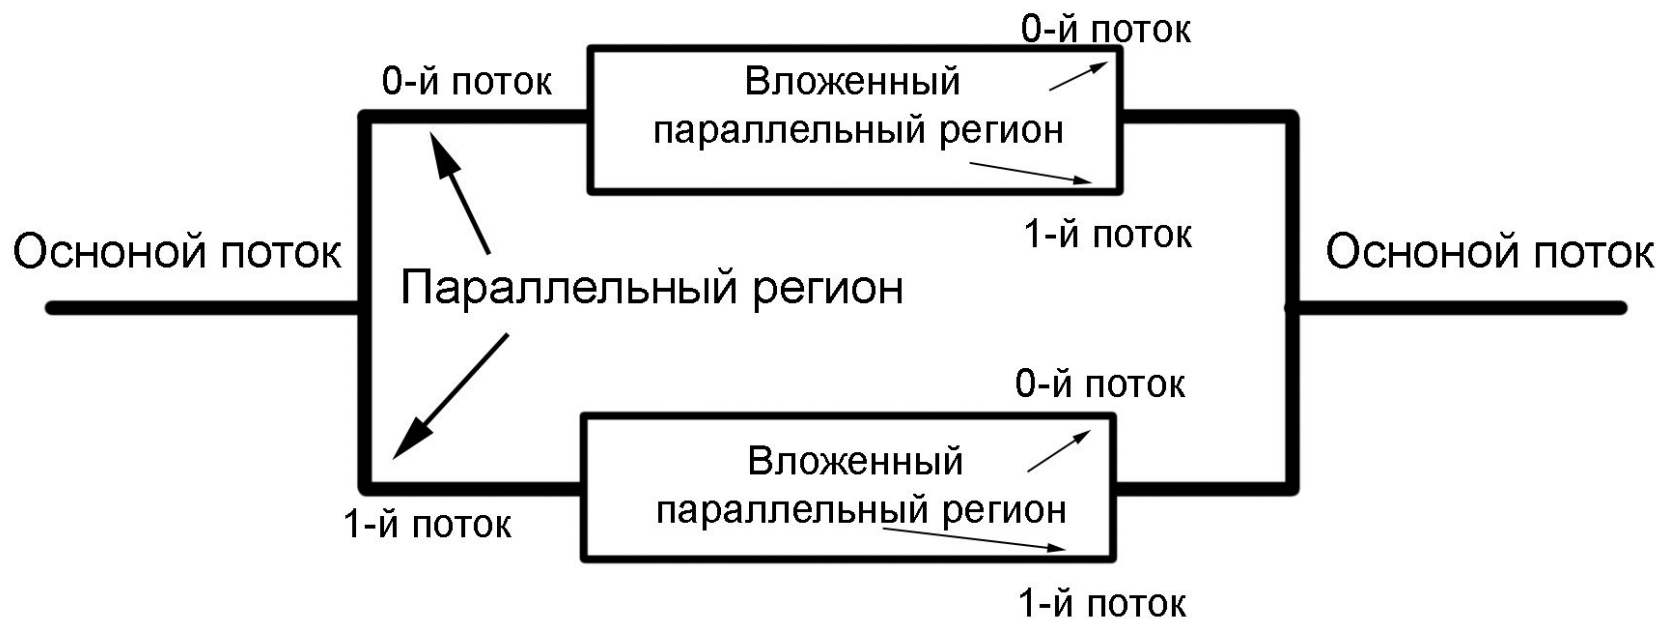 0-й поток
0-й поток
Вложенный
параллельный регион
1-й поток
Осноной поток
Осноной поток
Параллельный регион
0-й поток
Вложенный
параллельный регион
1-й поток
1-й поток